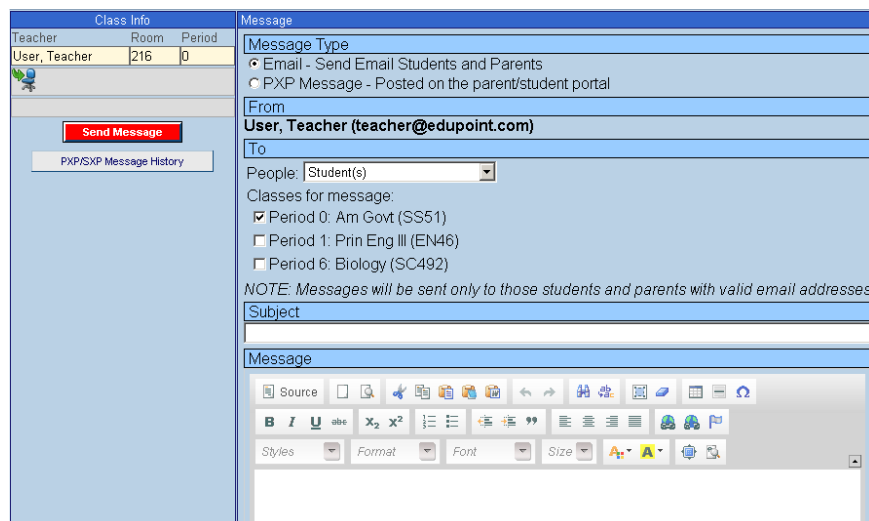 Class Info
Teacher Room Period
User, Teacher 216 0
Send Message
PXP/SXP Message History
Message
Message Type
Email - Send Email Students and Parents
PXP Message - Posted on the parent/student portal
From
User, Teacher (teacher@edupoint.com)
To
People: Student(s)
Classes for message:
Period 0: Am Govt (SS51)
Period 1: Prin Eng III (EN46)
Period 6: Biology (SC492)
NOTE: Messages will be sent only to those students and parents with valid email addresses
Subject
Message
Source
B I U abc X₂ X²
Styles Format Font Size A A